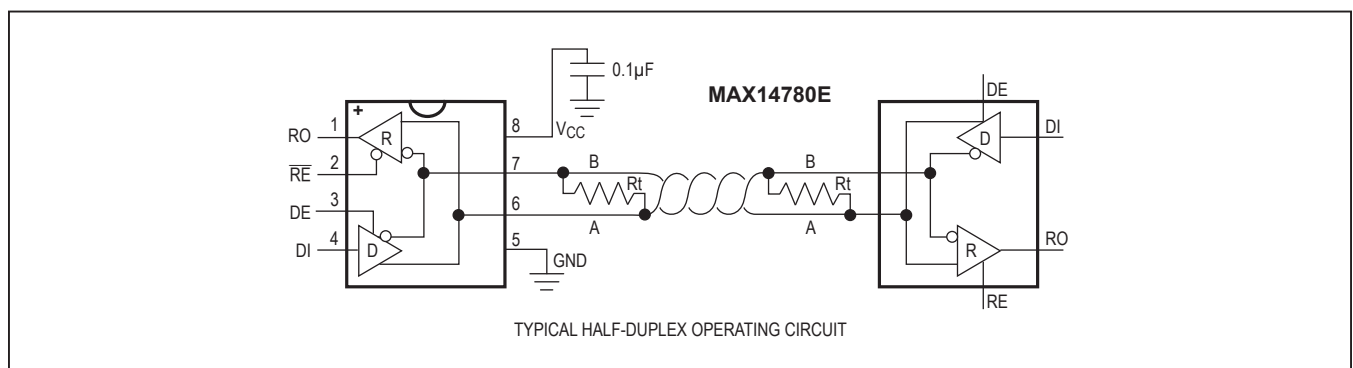 0.1µF
MAX14780E
DE
+
RO 1
R
8 VCC
D
DI
R̅E̅ 2
7
B
B
Rt
Rt
DE 3
6
A
A
DI 4
D
5
GND
R
RO
RE
TYPICAL HALF-DUPLEX OPERATING CIRCUIT